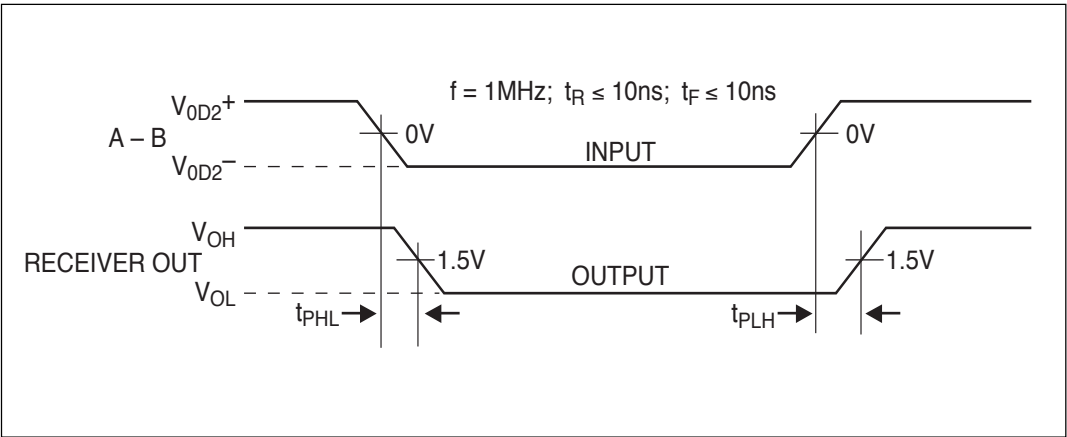 f = 1MHz; tR ≤ 10ns; tF ≤ 10ns
V0D2+
A – B
0V
0V
INPUT
V0D2–
VOH
RECEIVER OUT
1.5V
1.5V
OUTPUT
VOL
tPHL
tPLH